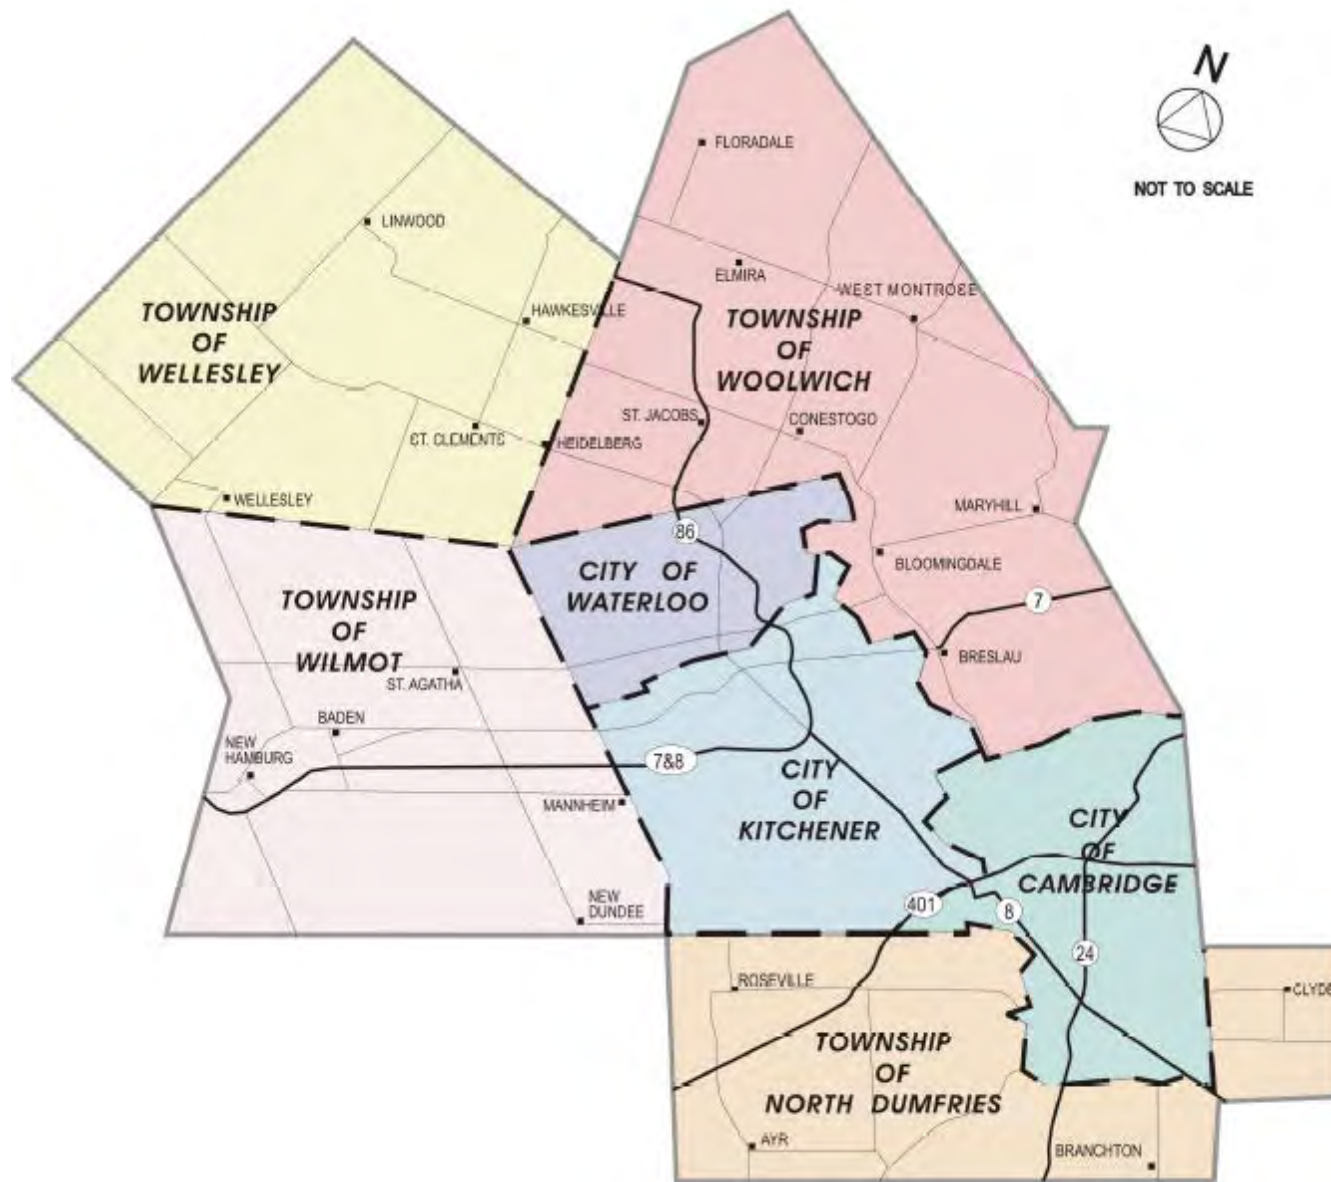 N
NOT TO SCALE
FLORADALE
LINWOOD
ELMIRA
WEST MONTROSE
HAWKESVILLE
TOWNSHIP
OF
WELLESLEY
TOWNSHIP
OF
WOOLWICH
ST. JACOBS
CONESTOGO
ST. CLEMENTS
HEIDELBERG
WELLESLEY
MARYHILL
86
BLOOMINGDALE
CITY OF
WATERLOO
TOWNSHIP
OF
WILMOT
7
BRESLAU
ST. AGATHA
BADEN
NEW
HAMBURG
7&8
CITY
OF
KITCHENER
MANNHEIM
CITY
OF
CAMBRIDGE
NEW
DUNDEE
401
8
24
ROSEVILLE
CLYDE
TOWNSHIP
OF
NORTH DUMFRIES
AYR
BRANCHTON